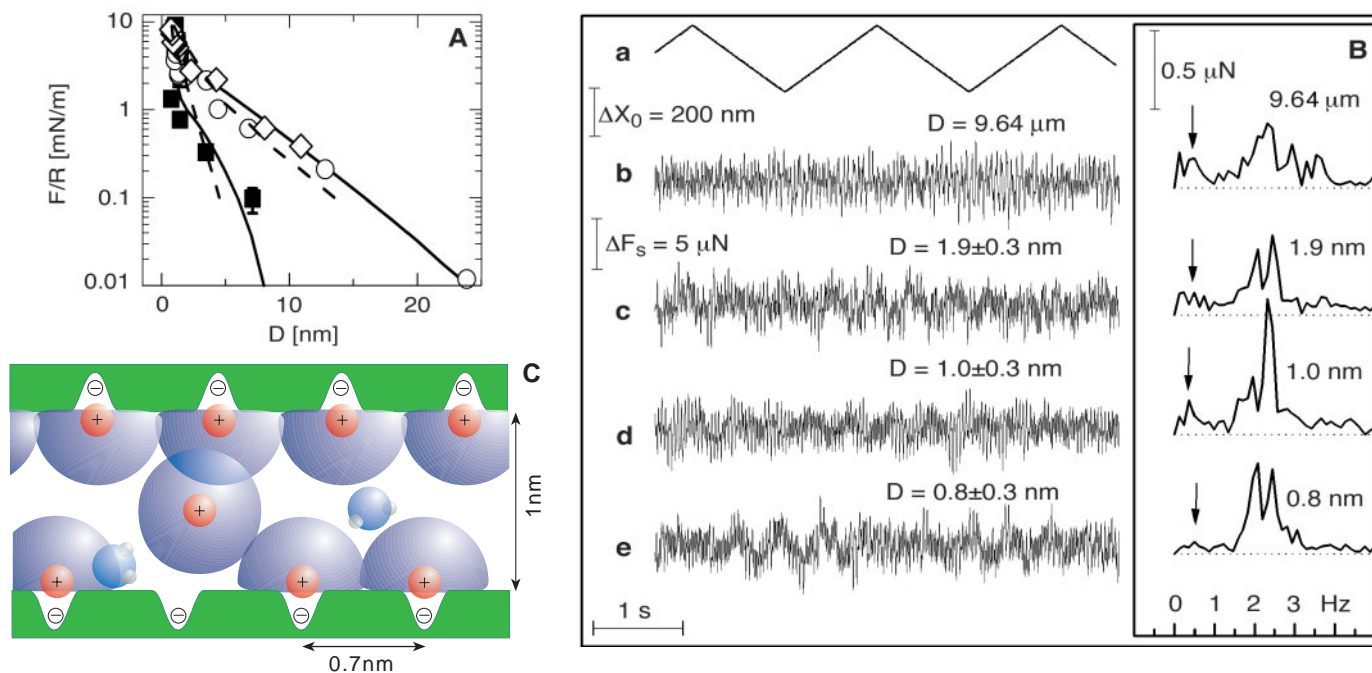 A
10
1
0.1
0.01
F/R [mN/m]
0
10
20
D [nm]
C
1nm
0.7nm
+ + + +
+
+ + +
− − − −
− − − −
a
ΔX₀ = 200 nm
D = 9.64 μm
b
ΔFₛ = 5 μN
D = 1.9±0.3 nm
c
D = 1.0±0.3 nm
d
D = 0.8±0.3 nm
e
1 s
B
0.5 μN
9.64 μm
1.9 nm
1.0 nm
0.8 nm
0 1 2 3 Hz